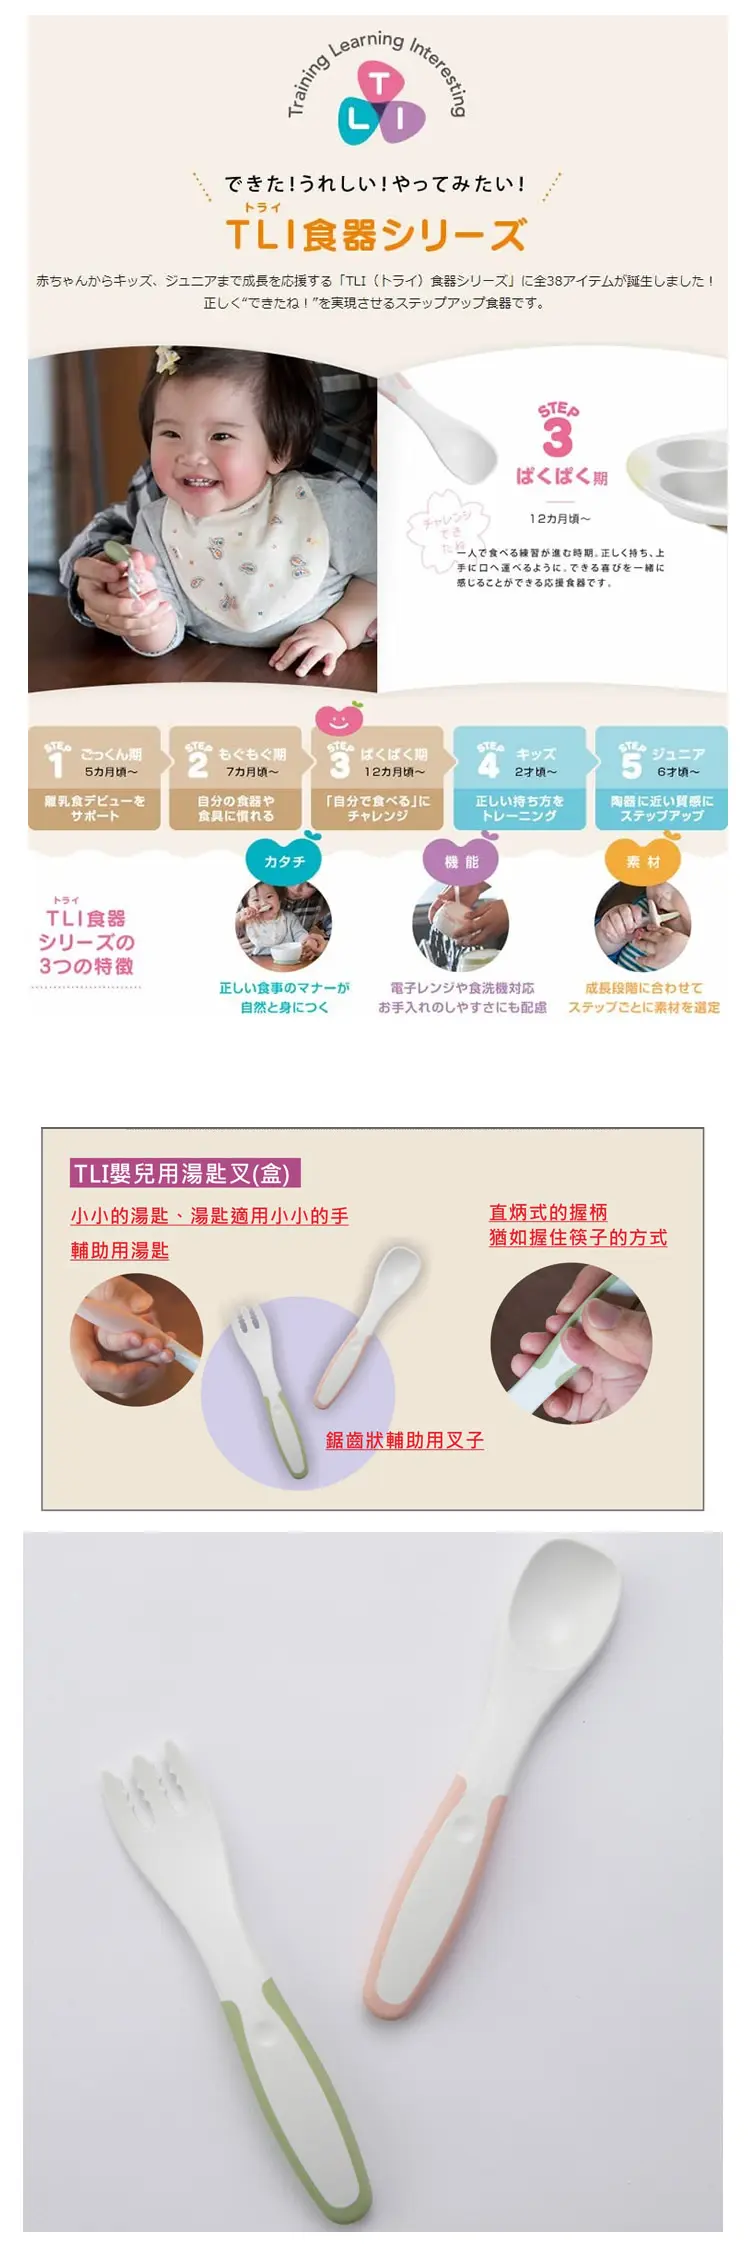 Training Learning Interesting
T
L I
できた！うれしい！やってみたい！
トライ
TLI食器シリーズ
赤ちゃんからキッズ、ジュニアまで成長を応援する「TLI（トライ）食器シリーズ」に全38アイテムが誕生しました！
正しく“できたね！”を実現させるステップアップ食器です。
STEP
3
ぱくぱく期
12カ月頃～
チャレンジ
でき
た！
一人で食べる練習が進む時期。正しく持ち、上
手に口へ運べるように。できる喜びを一緒に
感じることができる応援食器です。
STEP 1 ごっくん期
5カ月頃～
離乳食デビューを
サポート
STEP 2 もぐもぐ期
7カ月頃～
自分の食器や
食具に慣れる
STEP 3 ぱくぱく期
12カ月頃～
「自分で食べる」に
チャレンジ
STEP 4 キッズ
2才頃～
正しい持ち方を
トレーニング
STEP 5 ジュニア
6才頃～
陶器に近い質感に
ステップアップ
トライ
TLI食器
シリーズの
3つの特徴
カタチ
正しい食事のマナーが
自然と身につく
機能
電子レンジや食洗機対応
お手入れのしやすさにも配慮
素材
成長段階に合わせて
ステップごとに素材を選定
TLI嬰兒用湯匙叉(盒)
小小的湯匙、湯匙適用小小的手
輔助用湯匙
直炳式的握柄
猶如握住筷子的方式
鋸齒狀輔助用叉子